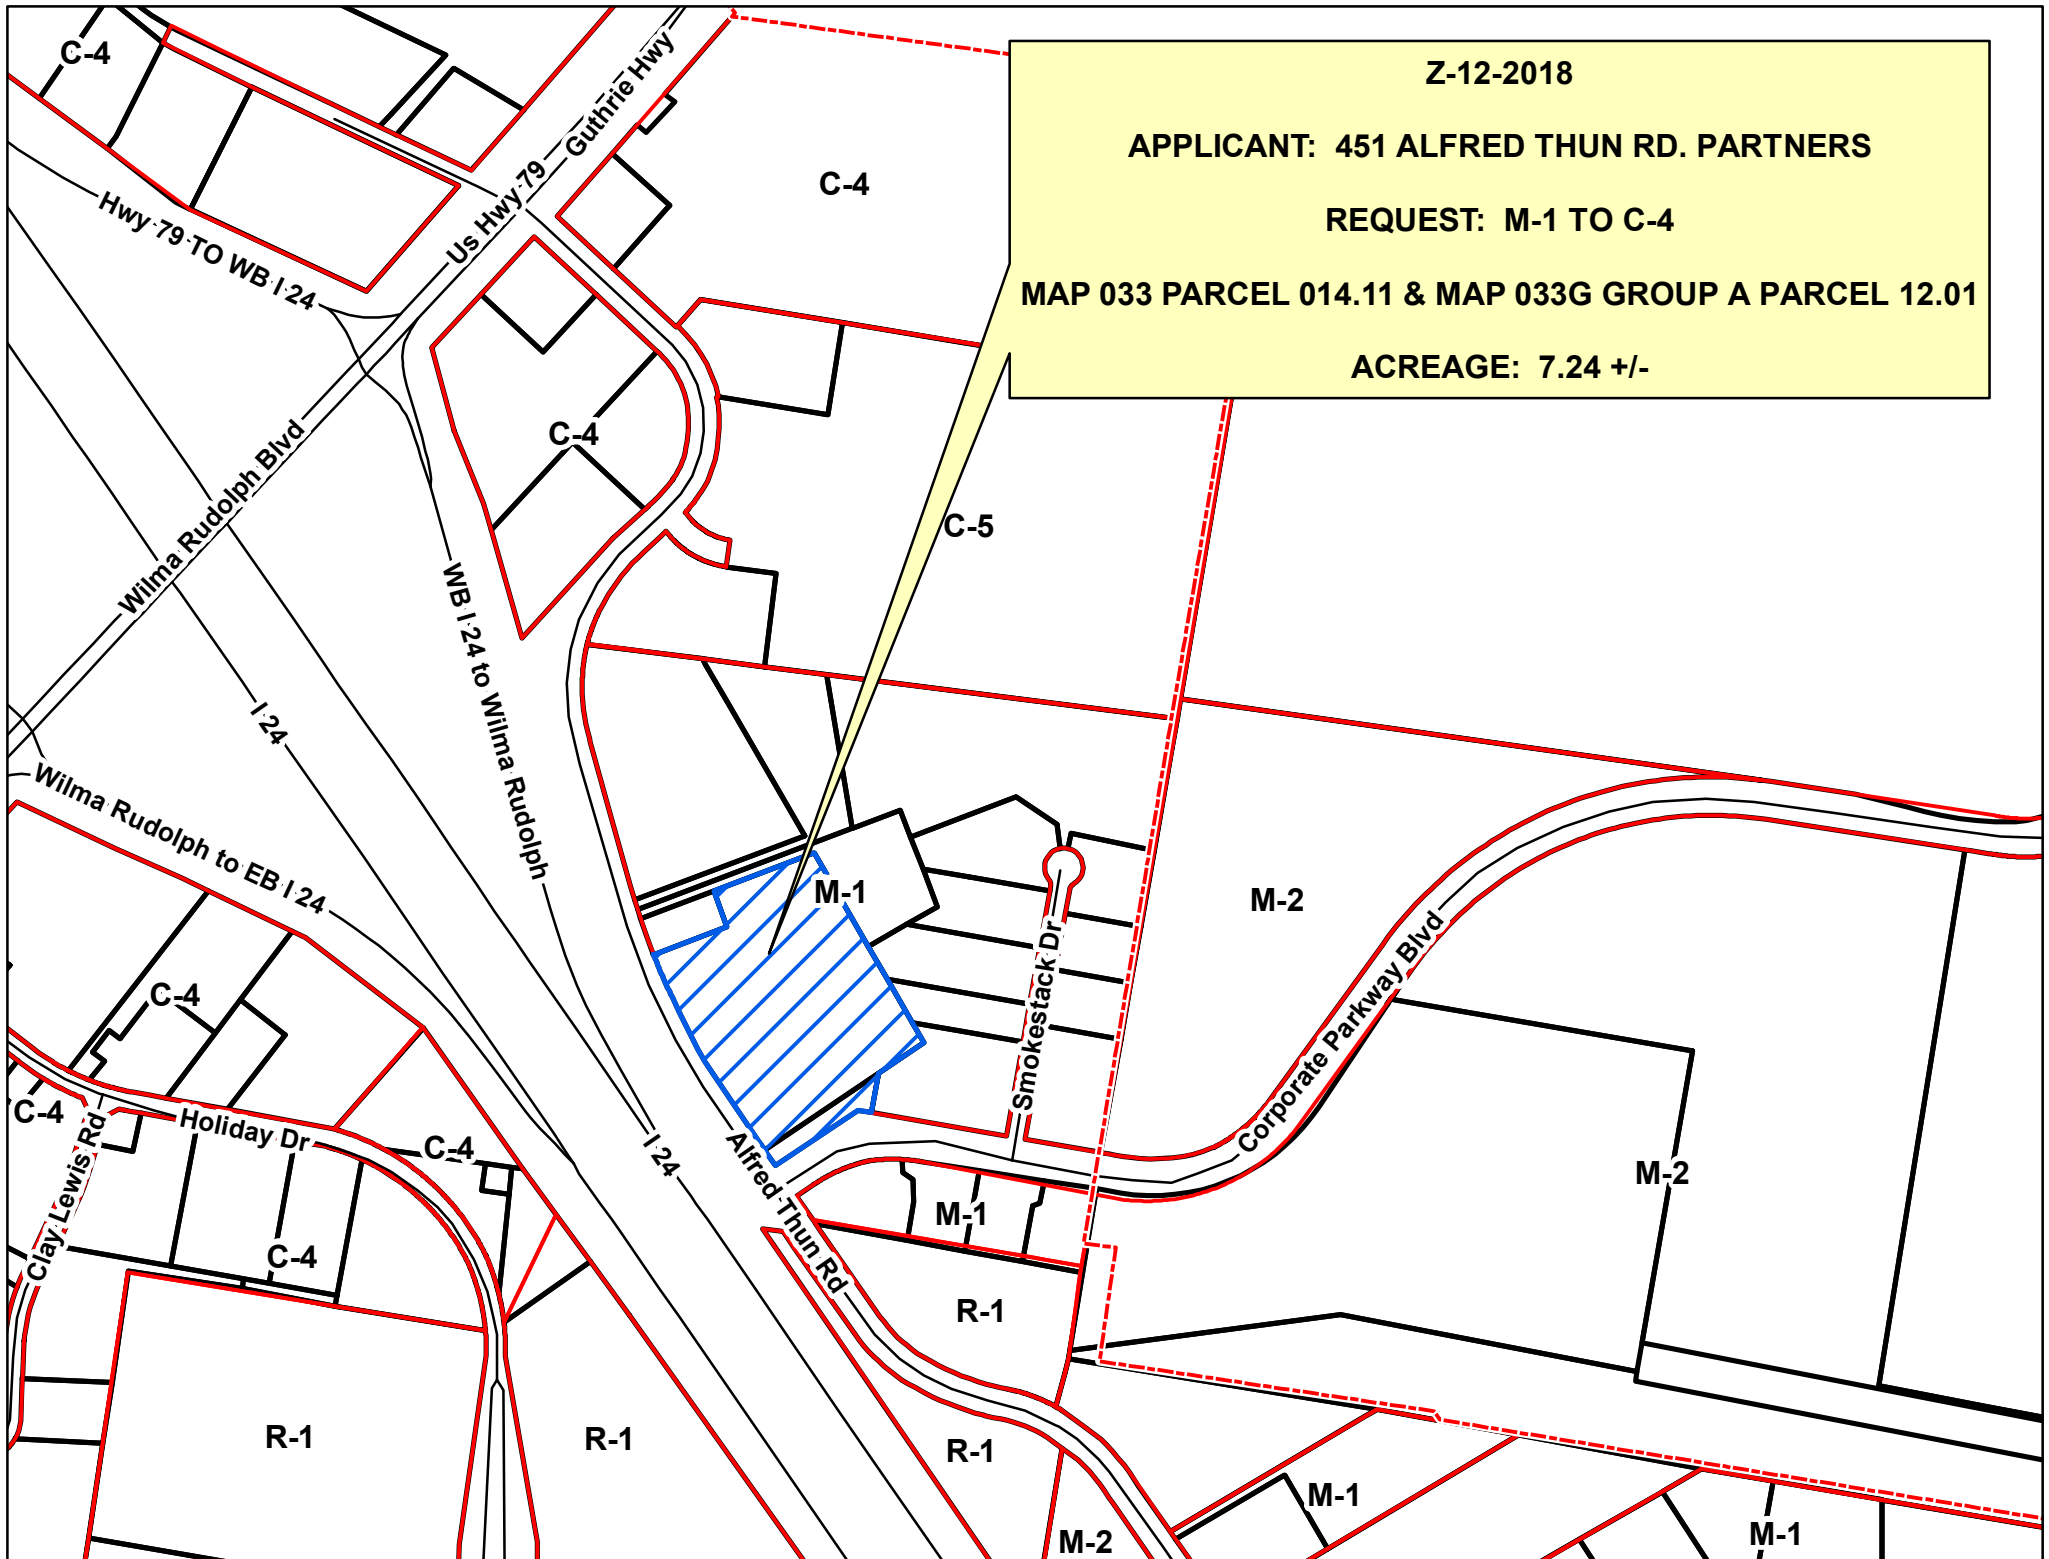 Z-12-2018
APPLICANT: 451 ALFRED THUN RD. PARTNERS
REQUEST: M-1 TO C-4
MAP 033 PARCEL 014.11 & MAP 033G GROUP A PARCEL 12.01
ACREAGE: 7.24 +/-
C-4
Guthrie Hwy
C-4
Us Hwy 79
Hwy 79 TO WB I 24
C-4
Wilma Rudolph Blvd
C-5
WB I 24 to Wilma Rudolph
I 24
Wilma Rudolph to EB I 24
M-1
M-2
C-4
Smokestack Dr
Corporate Parkway Blvd
C-4
Holiday Dr
C-4
I 24
Alfred Thun Rd
Clay Lewis Rd
M-2
M-1
C-4
R-1
R-1
R-1
R-1
M-1
M-1
M-2